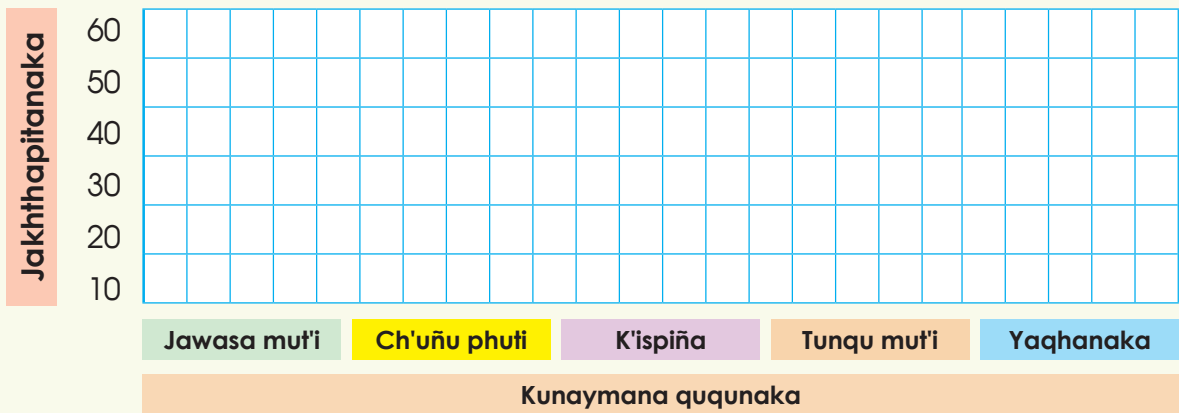 Jakhthapitanaka
60
50
40
30
20
10
Jawasa mut'i
Ch'uñu phuti
K'ispiña
Tunqu mut'i
Yaqhanaka
Kunaymana ququnaka